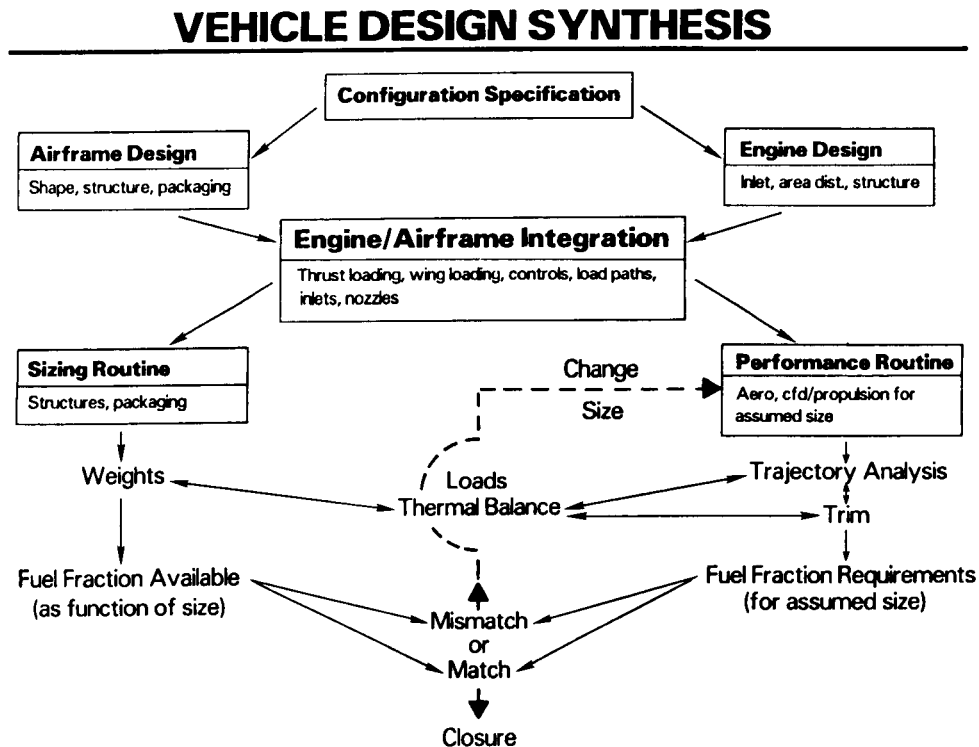 VEHICLE DESIGN SYNTHESIS
Configuration Specification
Airframe Design
Shape, structure, packaging
Engine Design
Inlet, area dist., structure
Engine/Airframe Integration
Thrust loading, wing loading, controls, load paths,
inlets, nozzles
Sizing Routine
Structures, packaging
Change
Size
Performance Routine
Aero, cfd/propulsion for
assumed size
Weights
Loads
Thermal Balance
Trajectory Analysis
Trim
Fuel Fraction Available
(as function of size)
Fuel Fraction Requirements
(for assumed size)
Mismatch
or
Match
Closure